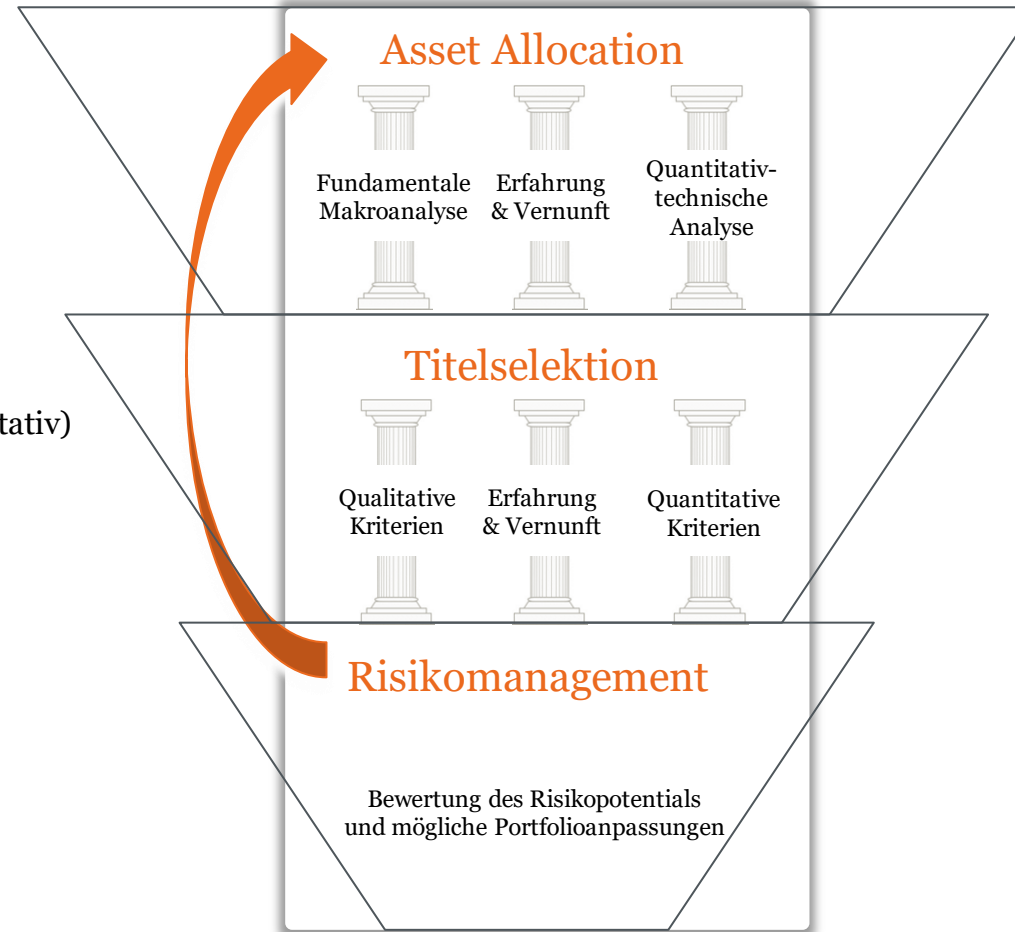 Asset Allocation
Fundamentale
Makroanalyse
Erfahrung
& Vernunft
Quantitativ-
technische
Analyse
Titelselektion
tativ)
Qualitative
Kriterien
Erfahrung
& Vernunft
Quantitative
Kriterien
Risikomanagement
Bewertung des Risikopotentials
und mögliche Portfolioanpassungen